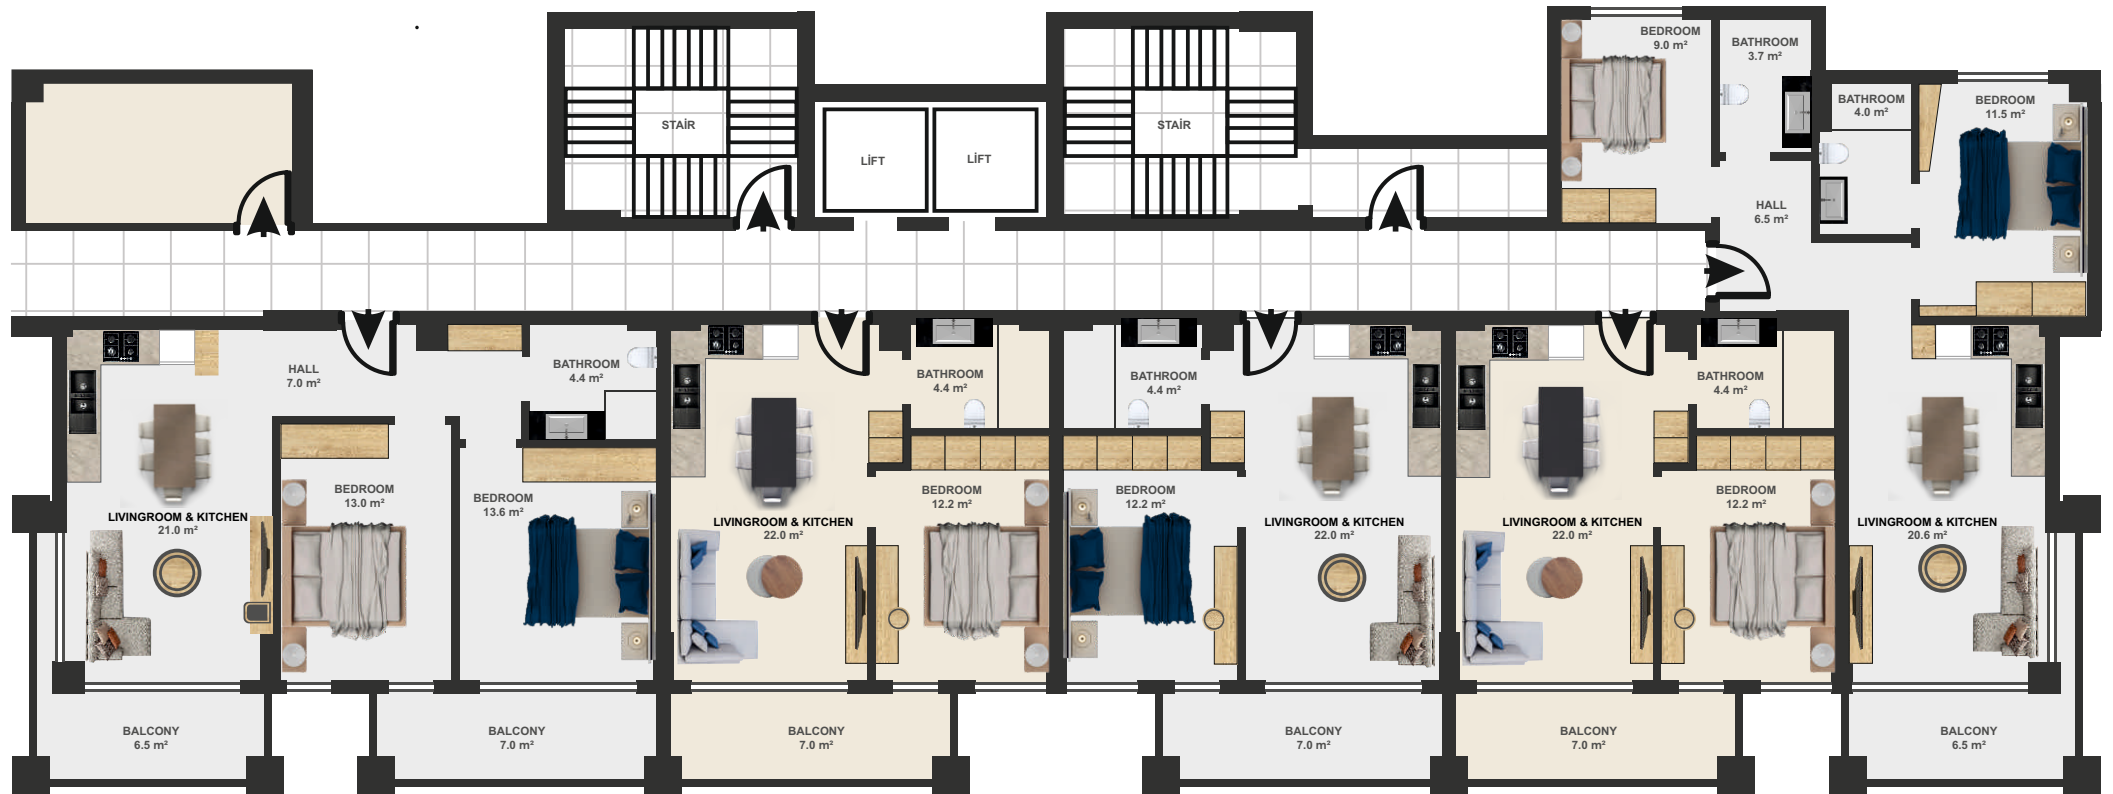 BEDROOM
9.0 m²
BATHROOM
3.7 m²
BATHROOM
4.0 m²
BEDROOM
11.5 m²
STAİR
LİFT
LİFT
STAİR
HALL
6.5 m²
HALL
7.0 m²
BATHROOM
4.4 m²
BATHROOM
4.4 m²
BATHROOM
4.4 m²
BATHROOM
4.4 m²
LIVINGROOM & KITCHEN
21.0 m²
BEDROOM
13.0 m²
BEDROOM
13.6 m²
LIVINGROOM & KITCHEN
22.0 m²
BEDROOM
12.2 m²
BEDROOM
12.2 m²
LIVINGROOM & KITCHEN
22.0 m²
LIVINGROOM & KITCHEN
22.0 m²
BEDROOM
12.2 m²
LIVINGROOM & KITCHEN
20.6 m²
BALCONY
6.5 m²
BALCONY
7.0 m²
BALCONY
7.0 m²
BALCONY
7.0 m²
BALCONY
7.0 m²
BALCONY
6.5 m²